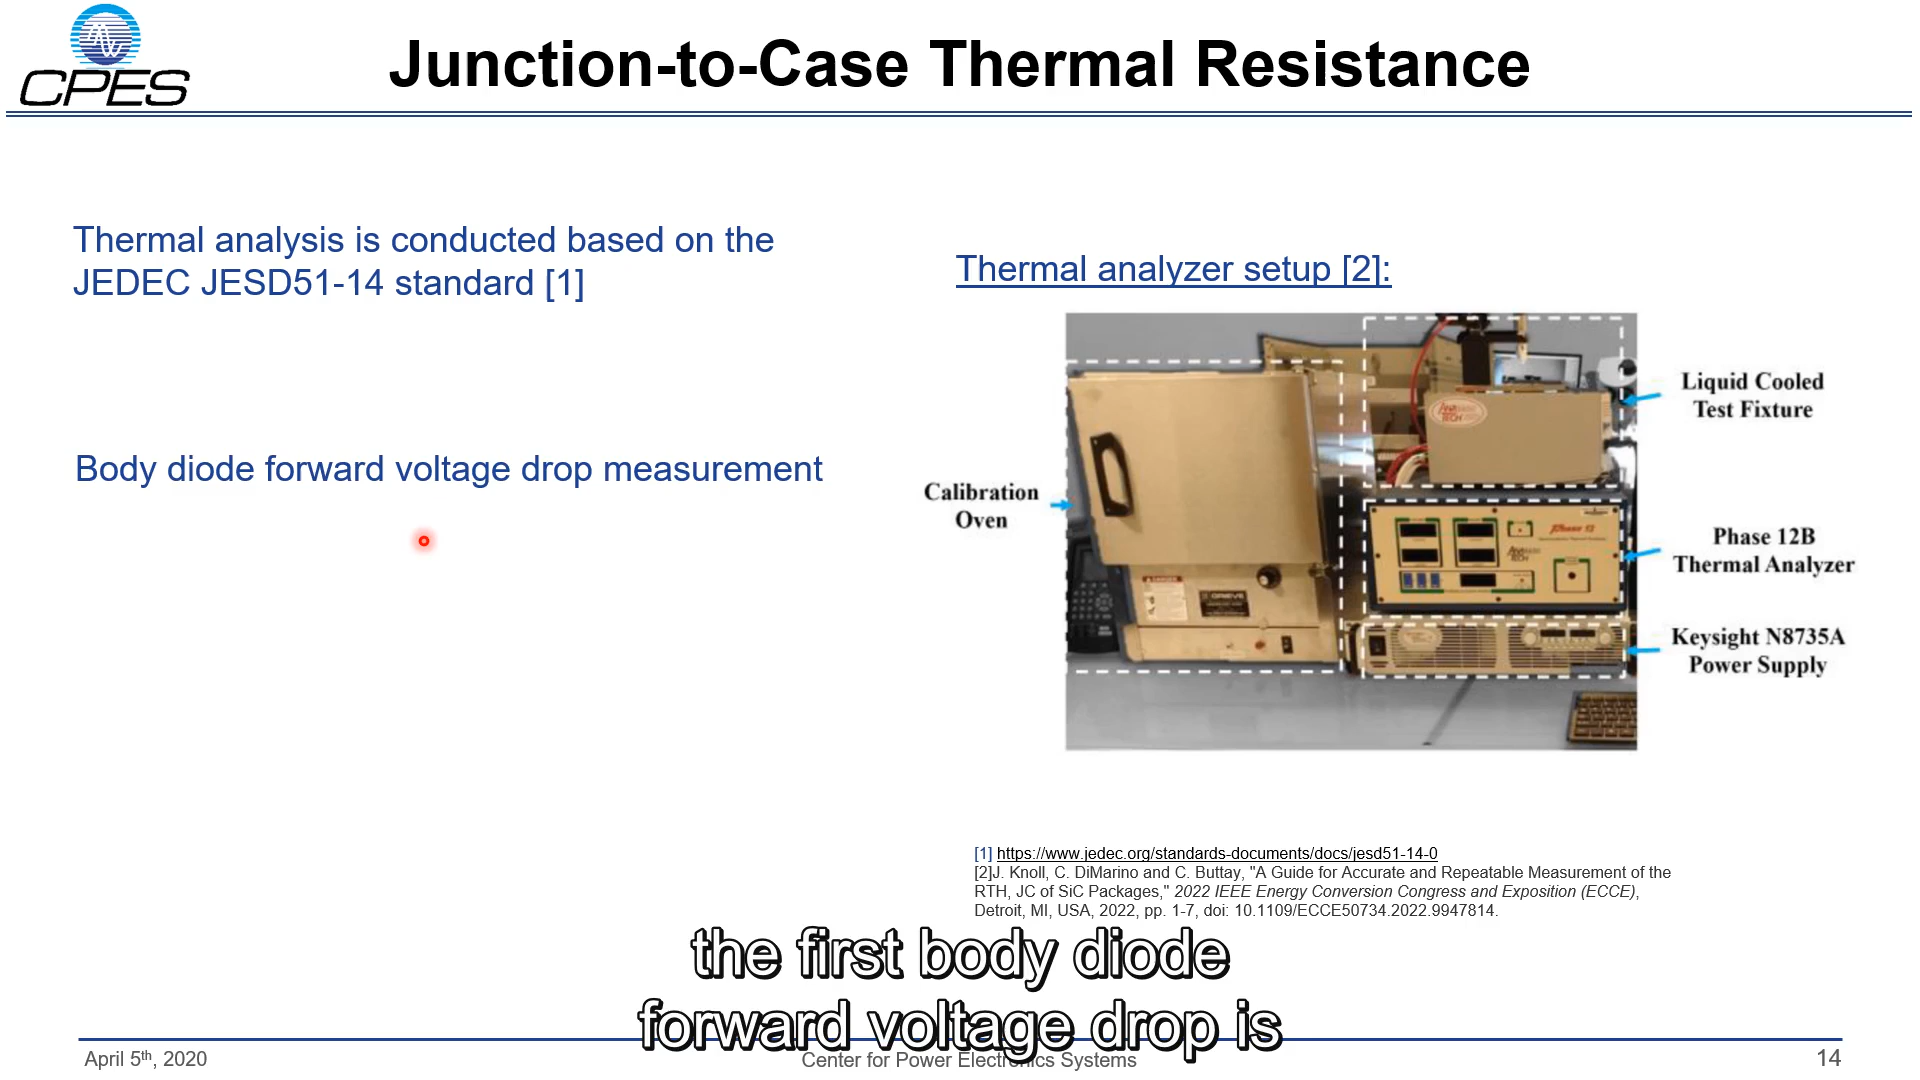 CPES
Junction-to-Case Thermal Resistance
Thermal analysis is conducted based on the
JEDEC JESD51-14 standard [1]
Body diode forward voltage drop measurement
Thermal analyzer setup [2]:
Liquid Cooled
Test Fixture
Calibration
Oven
Phase 12B
Thermal Analyzer
Keysight N8735A
Power Supply
DANGER
GRIEVE
Phase 12
[1] https://www.jedec.org/standards-documents/docs/jesd51-14-0
[2]J. Knoll, C. DiMarino and C. Buttay, "A Guide for Accurate and Repeatable Measurement of the
RTH, JC of SiC Packages," 2022 IEEE Energy Conversion Congress and Exposition (ECCE),
Detroit, MI, USA, 2022, pp. 1-7, doi: 10.1109/ECCE50734.2022.9947814.
the first body diode
forward voltage drop is
April 5th, 2020
Center for Power Electronics Systems
14